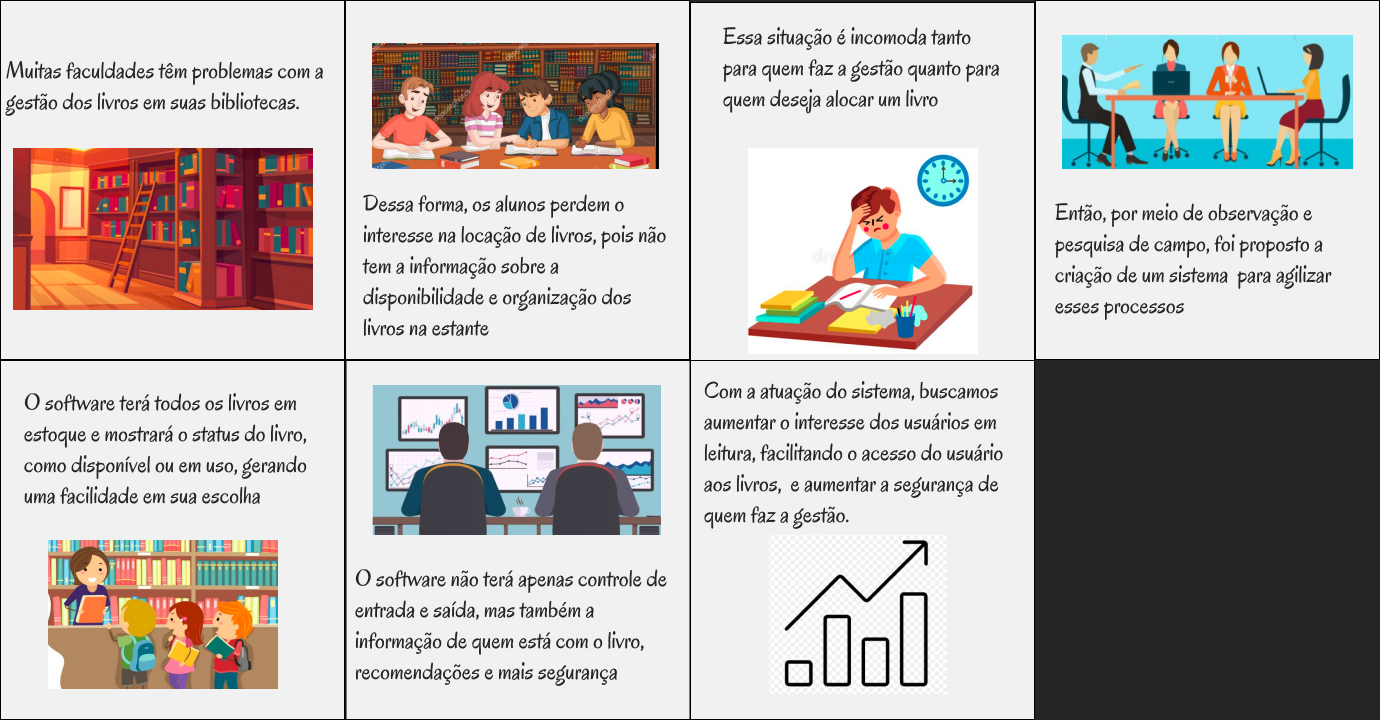 Muitas faculdades têm problemas com a
gestão dos livros em suas bibliotecas.
Dessa forma, os alunos perdem o
interesse na locação de livros, pois não
tem a informação sobre a
disponibilidade e organização dos
livros na estante
Essa situação é incomoda tanto
para quem faz a gestão quanto para
quem deseja alocar um livro
Então, por meio de observação e
pesquisa de campo, foi proposto a
criação de um sistema  para agilizar
esses processos
O software terá todos os livros em
estoque e mostrará o status do livro,
como disponível ou em uso, gerando
uma facilidade em sua escolha
O software não terá apenas controle de
entrada e saída, mas também a
informação de quem está com o livro,
recomendações e mais segurança
Com a atuação do sistema, buscamos
aumentar o interesse dos usuários em
leitura, facilitando o acesso do usuário
aos livros,  e aumentar a segurança de
quem faz a gestão.